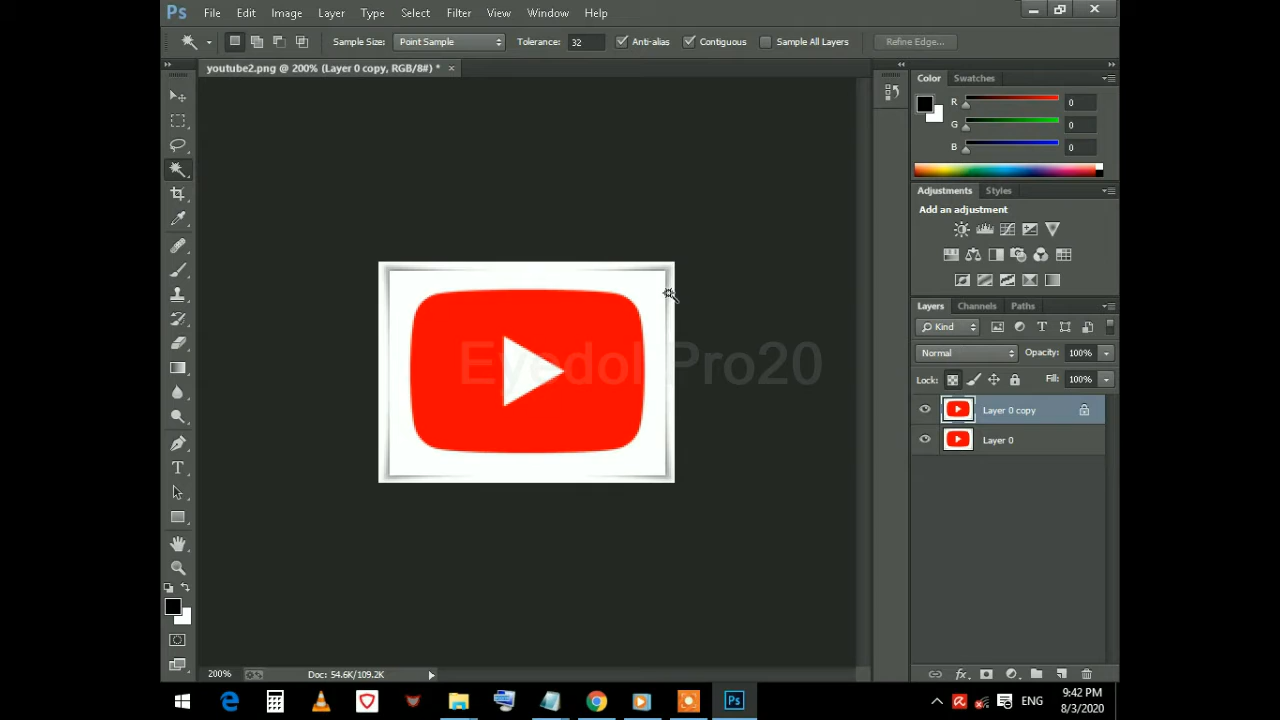 Ps File Edit Image Layer Type Select Filter View Window Help
Sample Size: Point Sample Tolerance: 32 Anti-alias Contiguous Sample All Layers Refine Edge...
youtube2.png @ 200% (Layer 0 copy, RGB/8#) *
Color Swatches
R 0
G 0
B 0
Adjustments Styles
Add an adjustment
Layers Channels Paths
Kind
Normal Opacity: 100%
Lock: Fill: 100%
Layer 0 copy
Layer 0
Eyedol Pro20
200% Doc: 54.6K/109.2K
Ps ENG 9:42 PM
8/3/2020